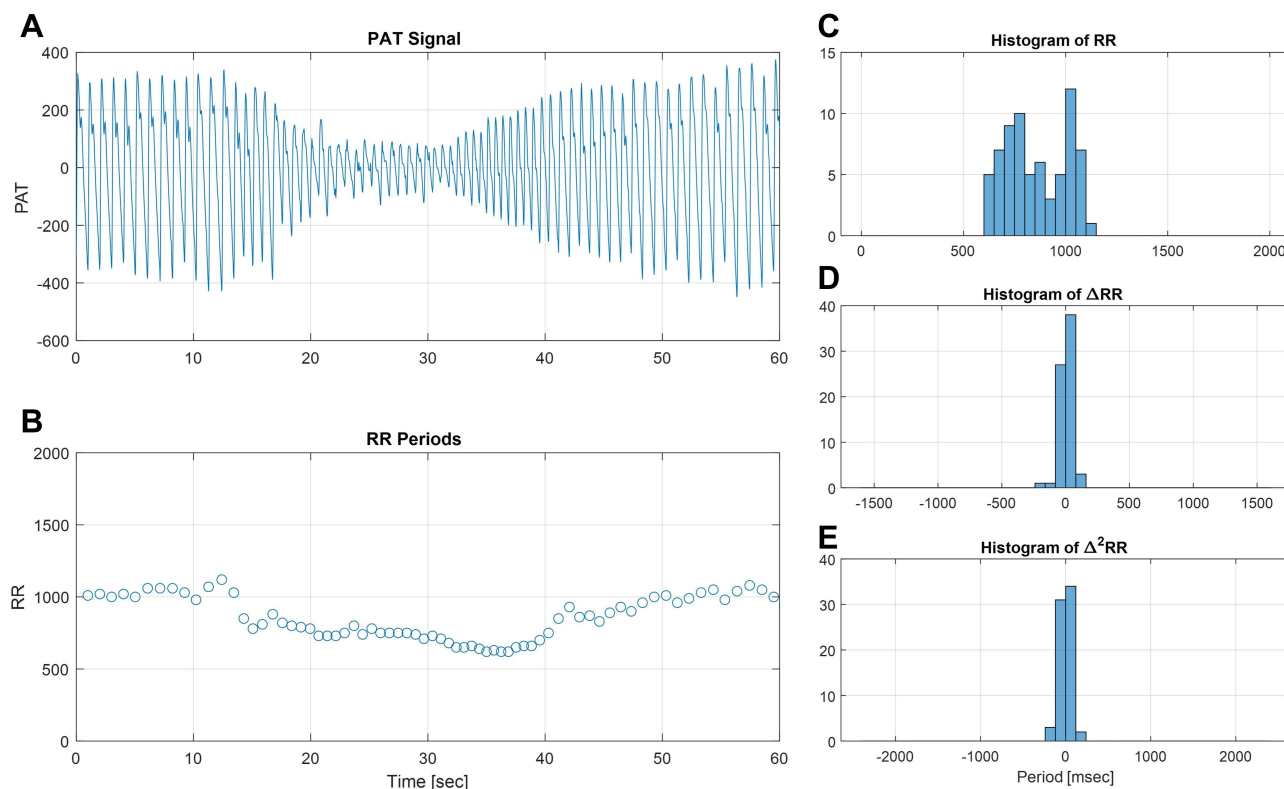 A
PAT Signal
400
200
0
-200
-400
-600
PAT
0 10 20 30 40 50 60
B
RR Periods
2000
1500
1000
500
0
RR
0 10 20 30 40 50 60
Time [sec]
C
Histogram of RR
15
10
5
0
0 500 1000 1500 2000
D
Histogram of ΔRR
40
30
20
10
0
-1500 -1000 -500 0 500 1000 1500
E
Histogram of Δ²RR
40
30
20
10
0
-2000 -1000 0 1000 2000
Period [msec]